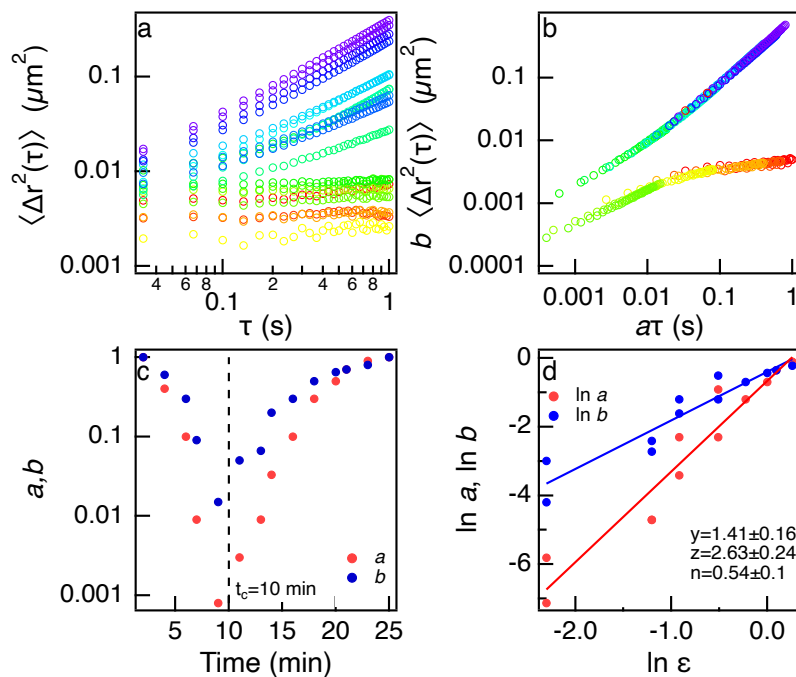 a
⟨Δr²(τ)⟩ (μm²)
0.1
0.01
0.001
4 6 8 2 4 6 8
0.1 1
τ (s)
b
b ⟨Δr²(τ)⟩ (μm²)
0.1
0.01
0.001
0.0001
0.001 0.01 0.1 1
aτ (s)
c
a,b
1
0.1
0.01
0.001
a
b
t_c=10 min
5 10 15 20 25
Time (min)
d
ln a, ln b
0
-2
-4
-6
ln a
ln b
y=1.41±0.16
z=2.63±0.24
n=0.54±0.1
-2.0 -1.0 0.0
ln ε